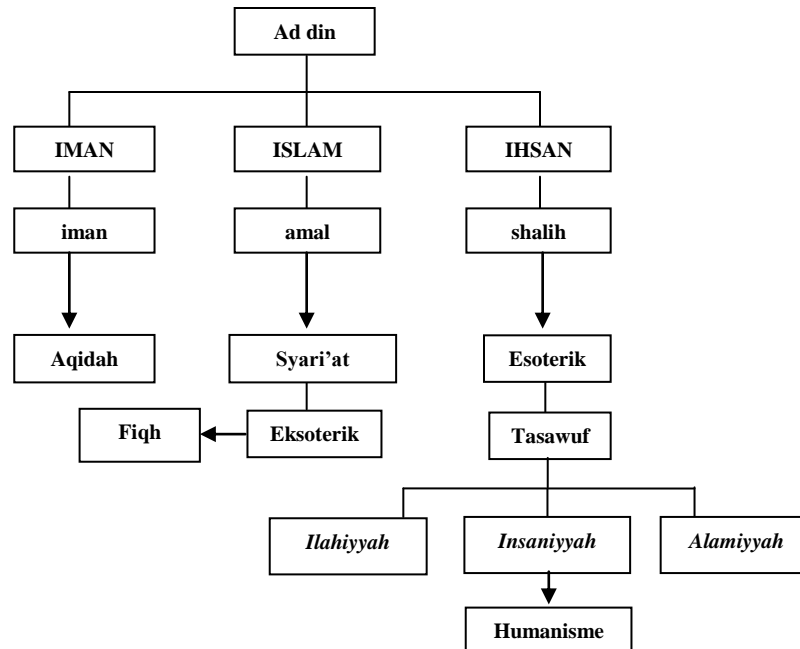 Ad din
IMAN ISLAM IHSAN
iman amal shalih
Aqidah Syari’at Esoterik
Fiqh Eksoterik Tasawuf
Ilahiyyah Insaniyyah Alamiyyah
Humanisme